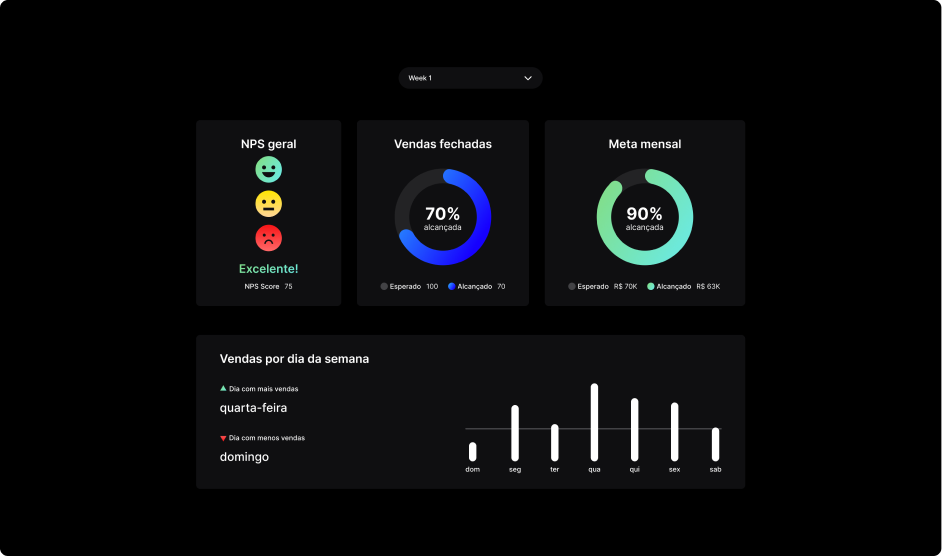 Week 1
NPS geral
Excelente!
NPS Score 75
Vendas fechadas
70%
alcançada
Esperado 100 Alcançado 70
Meta mensal
90%
alcançada
Esperado R$ 70K Alcançado R$ 63K
Vendas por dia da semana
Dia com mais vendas
quarta-feira
Dia com menos vendas
domingo
dom seg ter qua qui sex sab